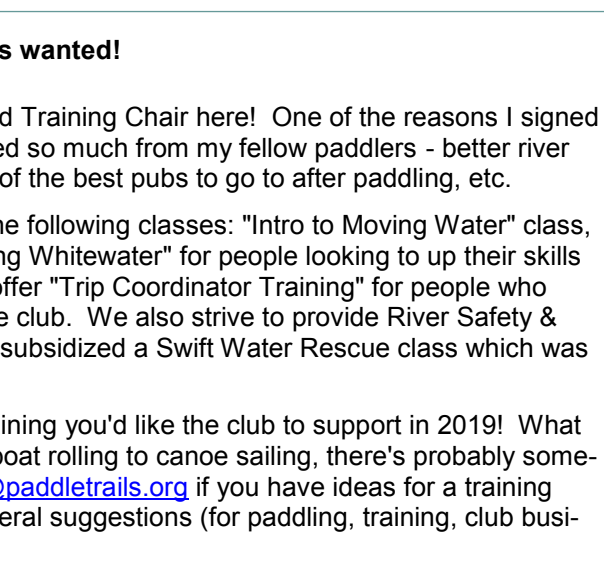 s wanted!
d Training Chair here! One of the reasons I signed
ed so much from my fellow paddlers - better river
of the best pubs to go to after paddling, etc.
ne following classes: "Intro to Moving Water" class,
ng Whitewater" for people looking to up their skills
offer "Trip Coordinator Training" for people who
e club. We also strive to provide River Safety &
subsidized a Swift Water Rescue class which was
ining you'd like the club to support in 2019! What
boat rolling to canoe sailing, there's probably some-
@paddletrails.org if you have ideas for a training
eral suggestions (for paddling, training, club busi-